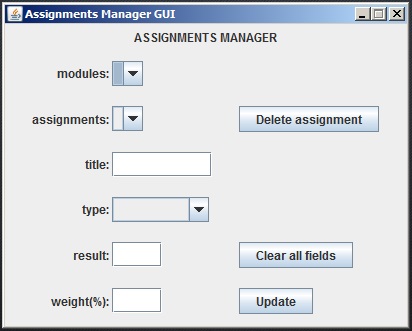 Assignments Manager GUI
ASSIGNMENTS MANAGER
modules:
assignments: Delete assignment
title:
type:
result: Clear all fields
weight(%): Update